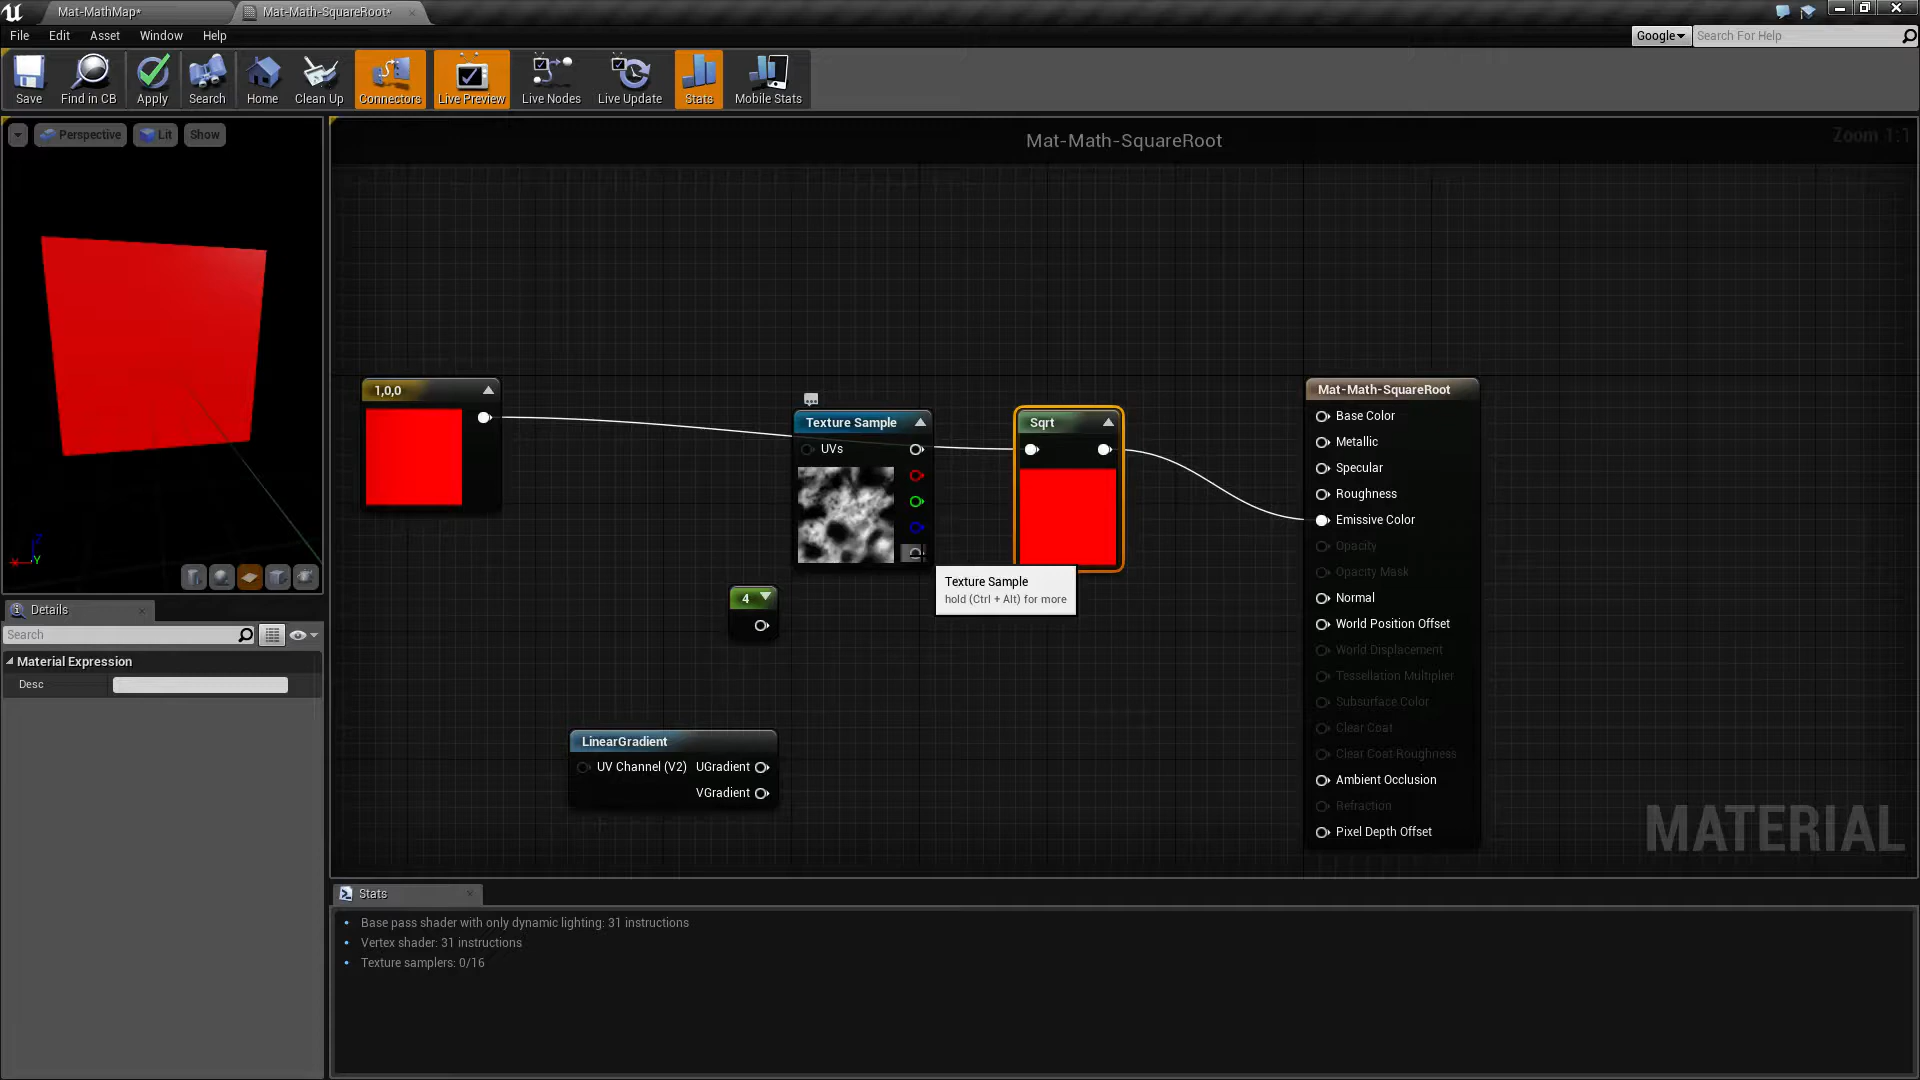 Mat-MathMap*
Mat-Math-SquareRoot*
File Edit Asset Window Help
Google
Search For Help
Save
Find in CB
Apply
Search
Home
Clean Up
Connectors
Live Preview
Live Nodes
Live Update
Stats
Mobile Stats
Perspective
Lit
Show
Mat-Math-SquareRoot
Zoom 1:1
1,0,0
Texture Sample
UVs
Sqrt
Texture Sample
hold (Ctrl + Alt) for more
4
LinearGradient
UV Channel (V2) UGradient
VGradient
Mat-Math-SquareRoot
Base Color
Metallic
Specular
Roughness
Emissive Color
Opacity
Opacity Mask
Normal
World Position Offset
World Displacement
Tessellation Multiplier
Subsurface Color
Clear Coat
Clear Coat Roughness
Ambient Occlusion
Refraction
Pixel Depth Offset
MATERIAL
X
Y
Z
Details
Search
Material Expression
Desc
Stats
Base pass shader with only dynamic lighting: 31 instructions
Vertex shader: 31 instructions
Texture samplers: 0/16